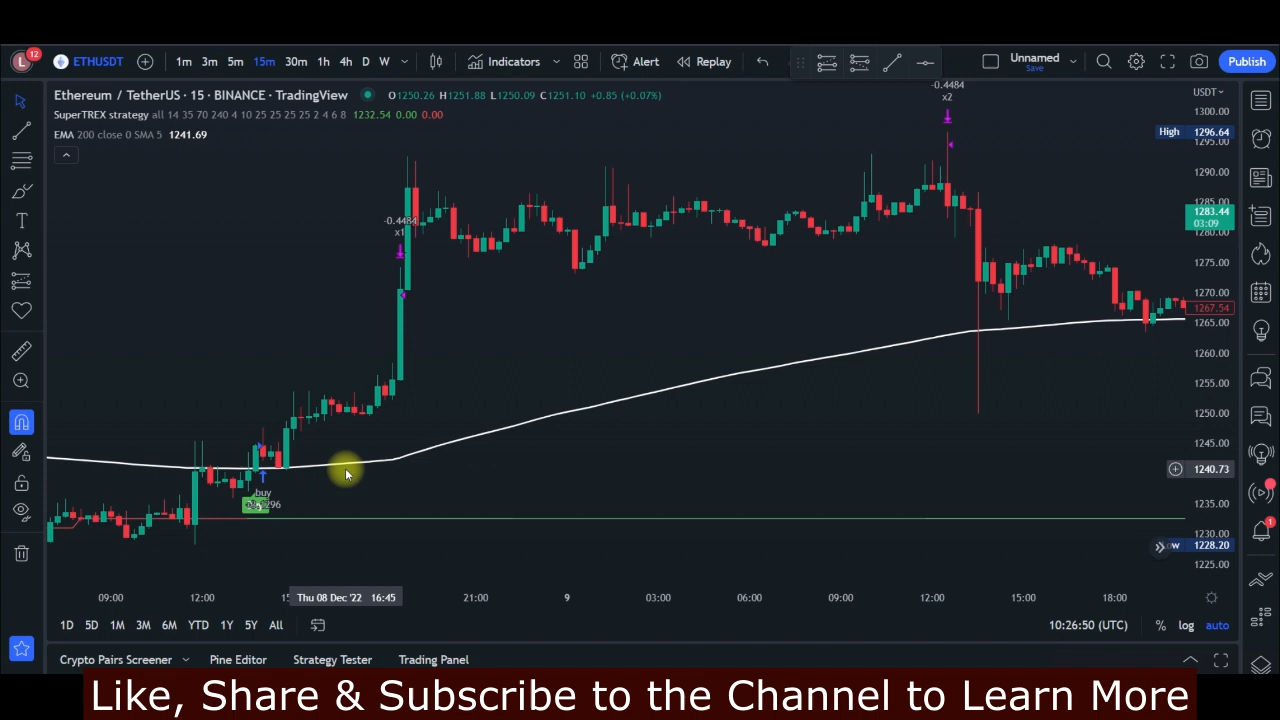 L 12 ETHUSDT 1m 3m 5m 15m 30m 1h 4h D W Indicators Alert Replay Unnamed Save Publish
Ethereum / TetherUS · 15 · BINANCE · TradingView O1250.26 H1251.88 L1250.09 C1251.10 +0.85 (+0.07%)
SuperTREX strategy all 14 35 70 240 4 10 25 25 25 25 2 4 6 8 1232.54 0.00 0.00
EMA 200 close 0 SMA 5 1241.69
-0.4484
x2
-0.4484
x1
buy
USDT
1300.00
High 1296.64
1295.00
1290.00
1285.00
1283.44
03:09
1280.00
1275.00
1270.00
1267.54
1265.00
1260.00
1255.00
1250.00
1245.00
1240.73
1235.00
1230.00
1228.20
1225.00
09:00 12:00 Thu 08 Dec '22 16:45 21:00 9 03:00 06:00 09:00 12:00 15:00 18:00
1D 5D 1M 3M 6M YTD 1Y 5Y All 10:26:50 (UTC) % log auto
Crypto Pairs Screener Pine Editor Strategy Tester Trading Panel
Like, Share & Subscribe to the Channel to Learn More